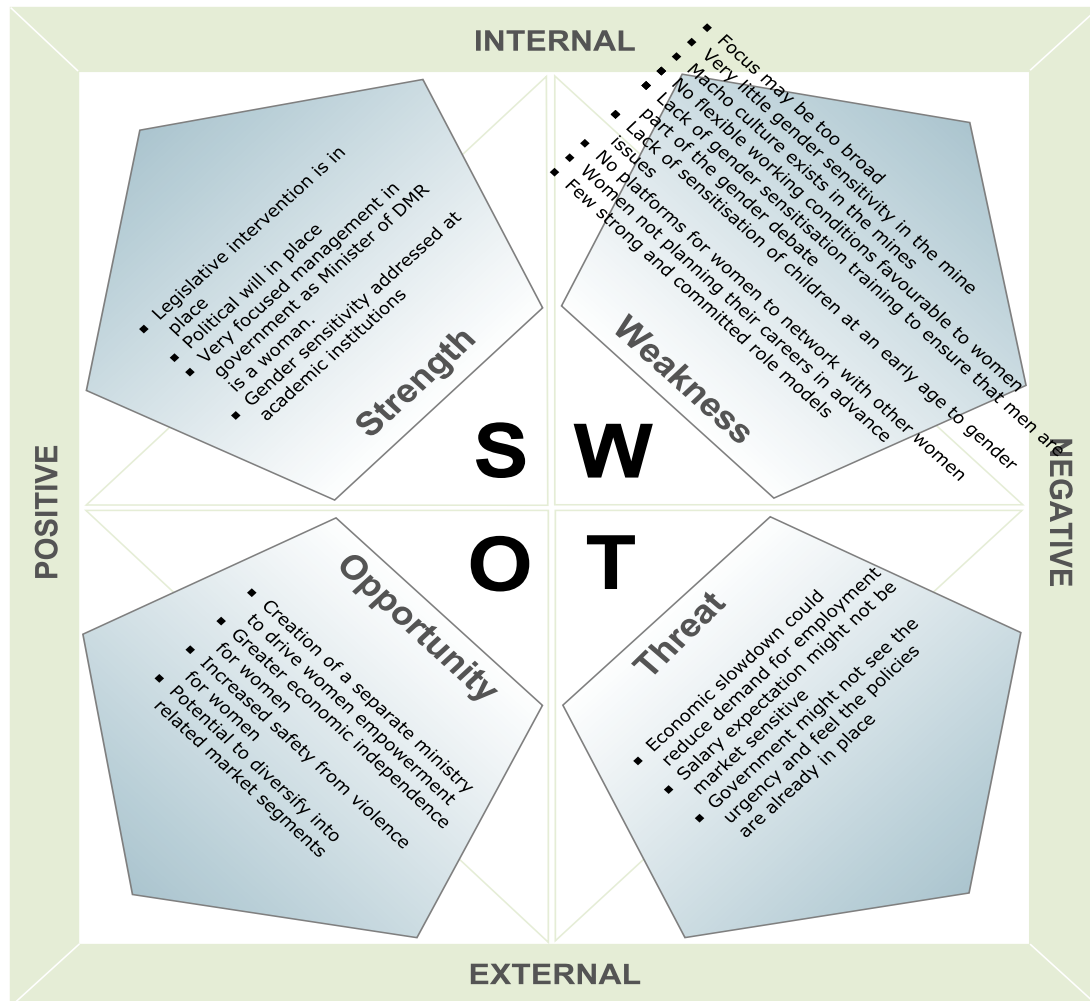 INTERNAL
Legislative intervention is in
place
Political will in place
Very focused management in
government as Minister of DMR
is a woman.
Gender sensitivity addressed at
academic institutions
Strength
Focus may be too broad
Very little gender sensitivity in the mine
Macho culture exists in the mines
No flexible working conditions favourable to women
Lack of gender sensitisation training to ensure that men are
part of the gender debate
Lack of sensitisation of children at an early age to gender
issues
No platforms for women to network with other women
Women not planning their careers in advance
Few strong and committed role models
Weakness
S W
POSITIVE
NEGATIVE
O T
Opportunity
Creation of a separate ministry
to drive women empowerment
Greater economic independence
for women
Increased safety from violence
for women
Potential to diversify into
related market segments
Threat
Economic slowdown could
reduce demand for employment
Salary expectation might not be
market sensitive
Government might not see the
urgency and feel the policies
are already in place
EXTERNAL